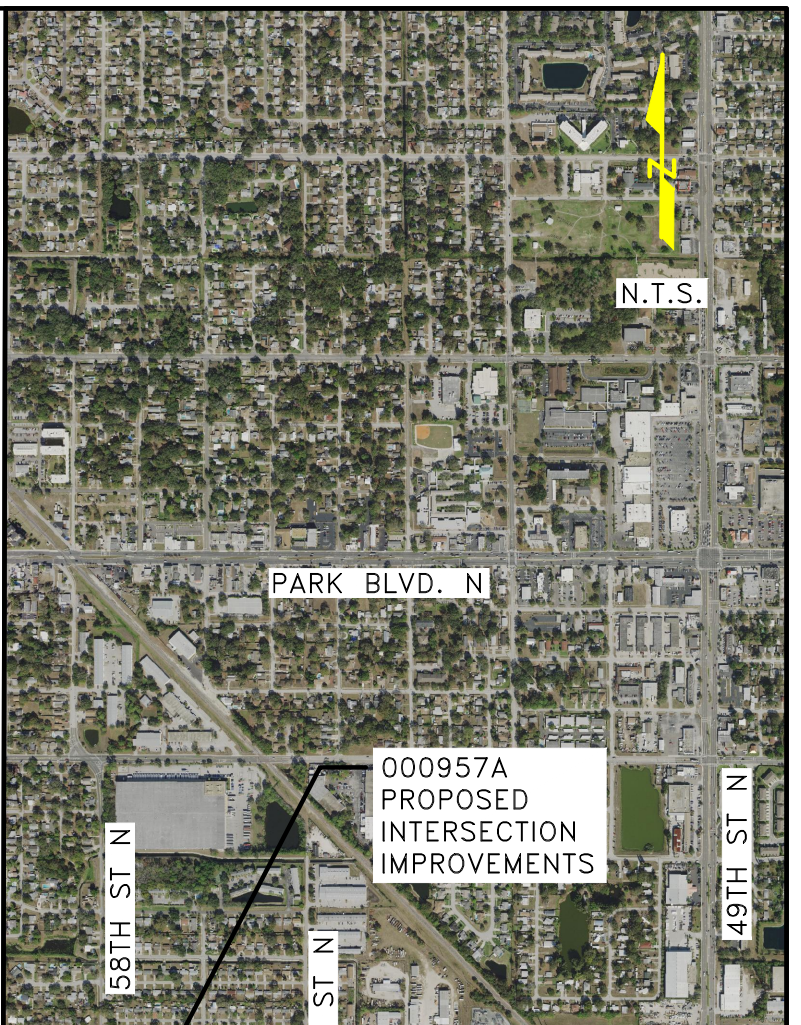 N.T.S.
PARK BLVD. N
000957A
PROPOSED
INTERSECTION
IMPROVEMENTS
58TH ST N
ST N
49TH ST N